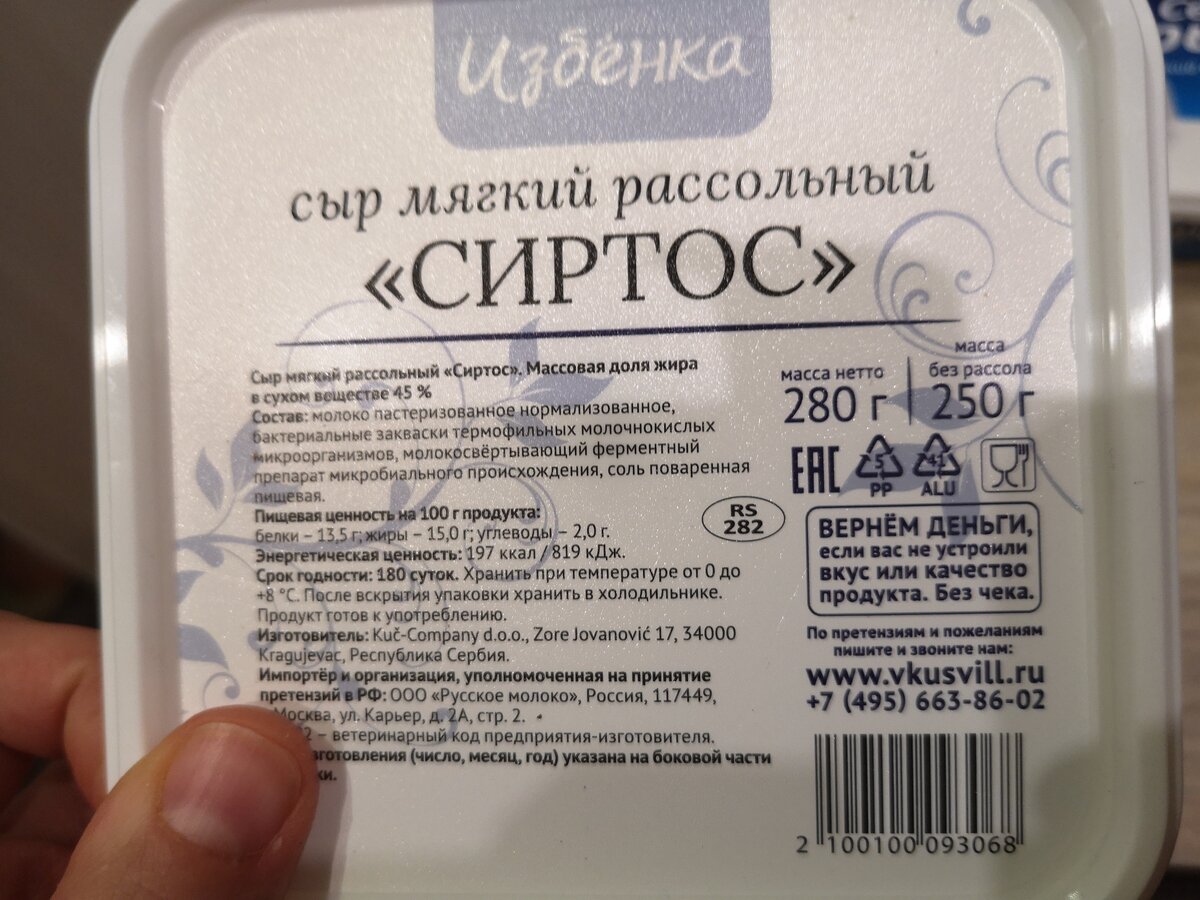 Избёнка
сыр мягкий рассольный
«СИРТОС»
Сыр мягкий рассольный «Сиртос». Массовая доля жира
в сухом веществе 45 %
Состав: молоко пастеризованное нормализованное,
бактериальные закваски термофильных молочнокислых
микроорганизмов, молокосвёртывающий ферментный
препарат микробиального происхождения, соль поваренная
пищевая.
Пищевая ценность на 100 г продукта:
белки – 13,5 г; жиры – 15,0 г; углеводы – 2,0 г.
Энергетическая ценность: 197 ккал / 819 кДж.
Срок годности: 180 суток. Хранить при температуре от 0 до
+8 °С. После вскрытия упаковки хранить в холодильнике.
Продукт готов к употреблению.
Изготовитель: Kuč-Company d.o.o., Zore Jovanović 17, 34000
Kragujevac, Республика Сербия.
Импортёр и организация, уполномоченная на принятие
претензий в РФ: ООО «Русское молоко», Россия, 117449,
Москва, ул. Карьер, д. 2А, стр. 2.
2 – ветеринарный код предприятия-изготовителя.
зготовления (число, месяц, год) указана на боковой части
ки.
RS
282
масса нетто
280 г
масса
без рассола
250 г
EAC
5
PP
41
ALU
ВЕРНЁМ ДЕНЬГИ,
если вас не устроили
вкус или качество
продукта. Без чека.
По претензиям и пожеланиям
пишите и звоните нам:
www.vkusvill.ru
+7 (495) 663-86-02
2 100100 093068